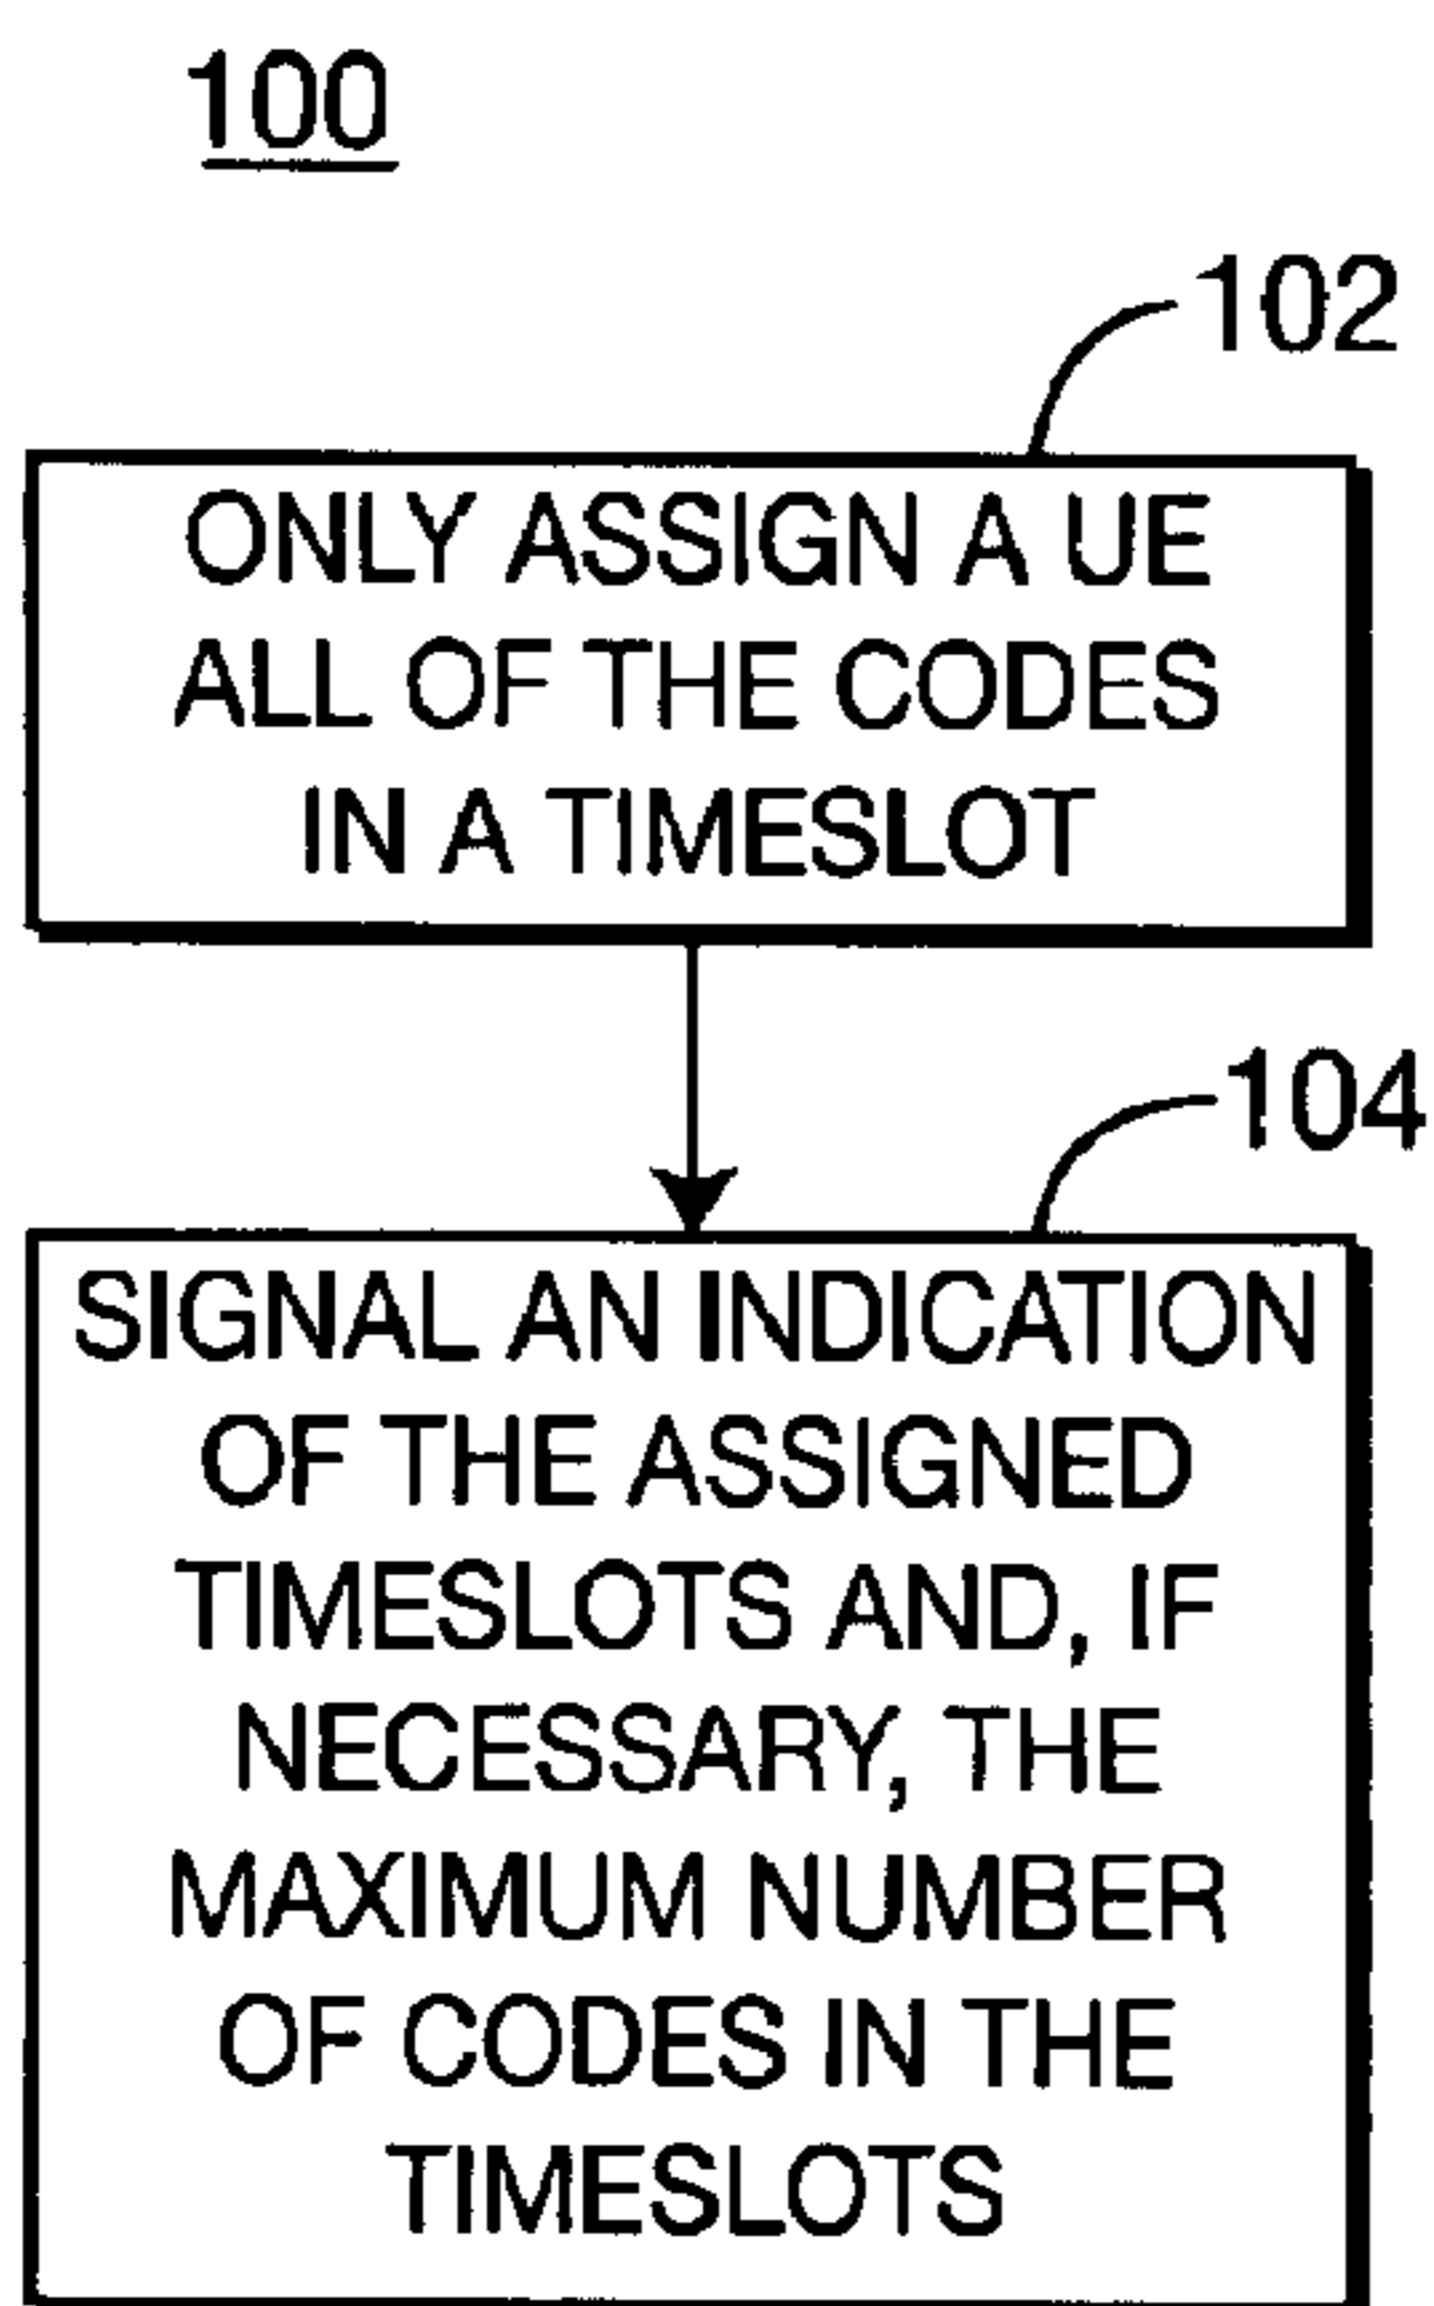 100
102
ONLY ASSIGN A UE
ALL OF THE CODES
IN A TIMESLOT
104
SIGNAL AN INDICATION
OF THE ASSIGNED
TIMESLOTS AND, IF
NECESSARY, THE
MAXIMUM NUMBER
OF CODES IN THE
TIMESLOTS